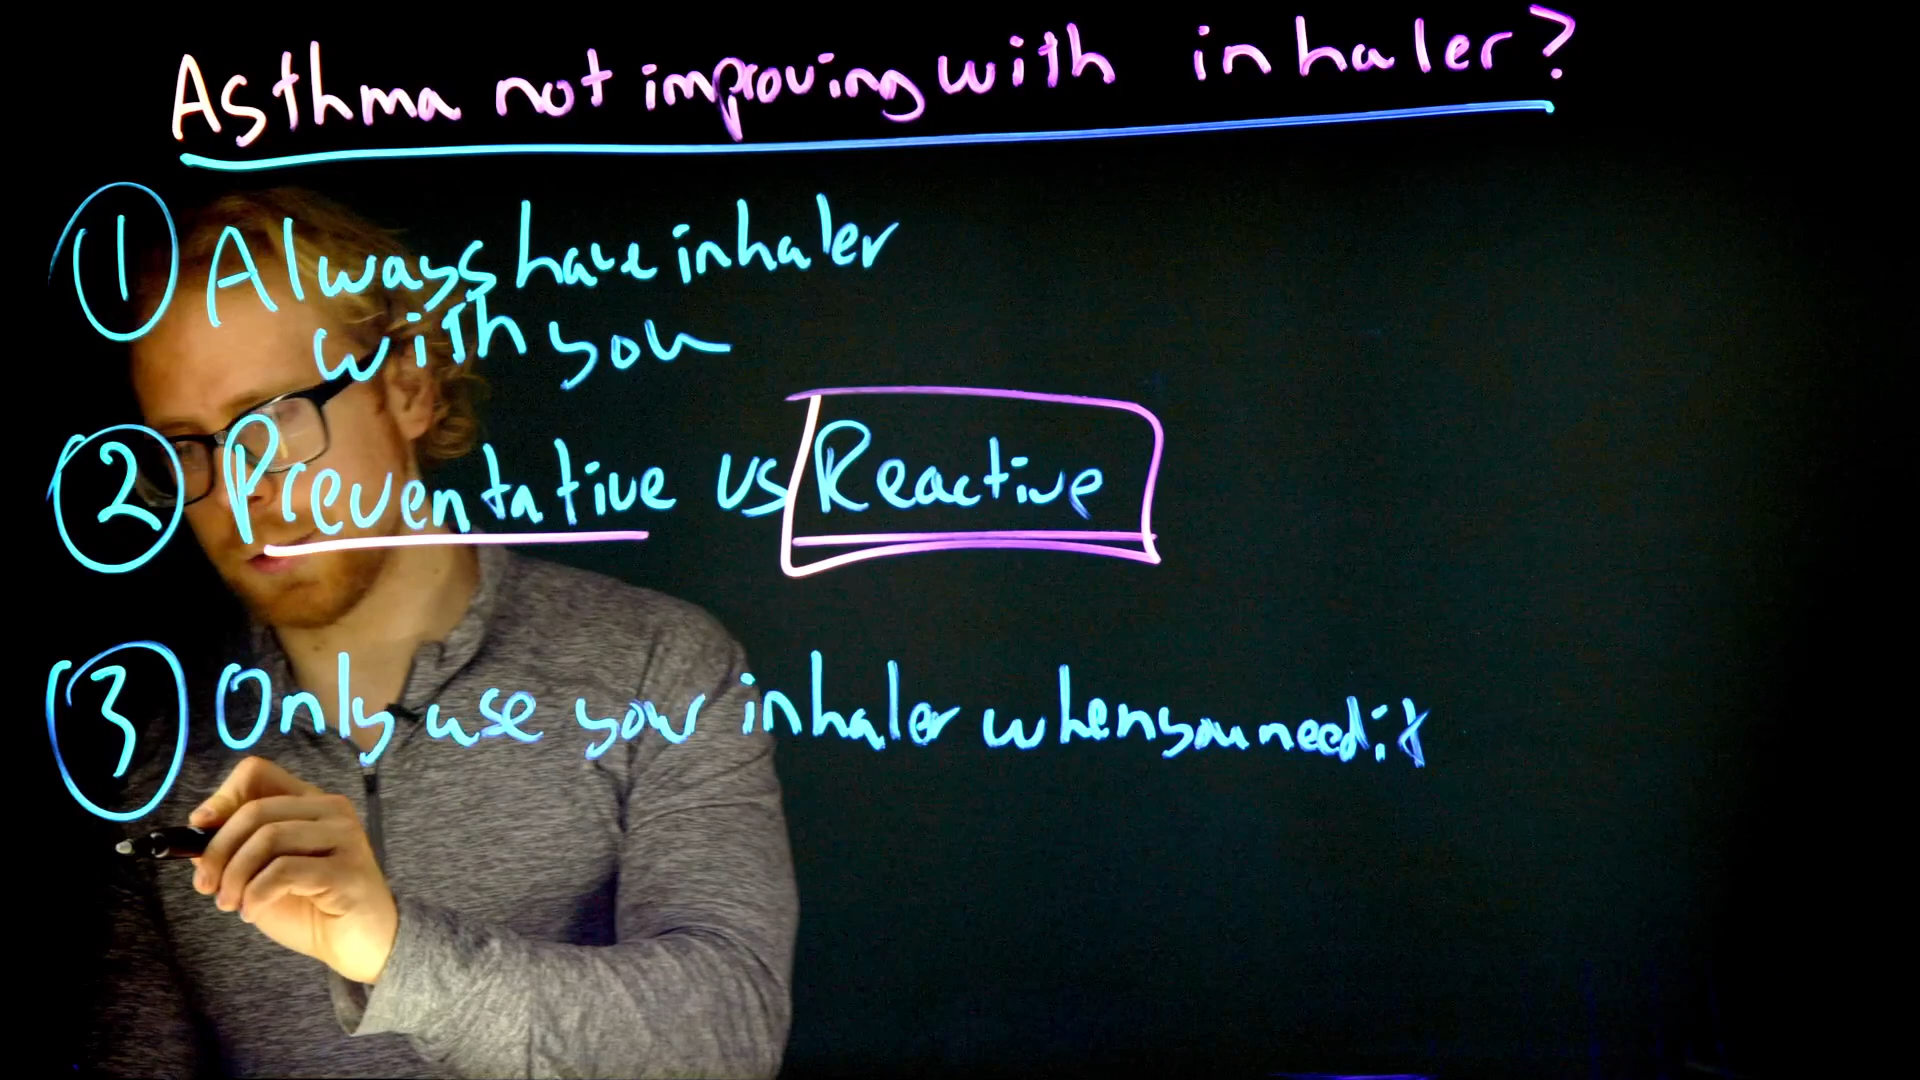 Asthma not improving with inhaler?
1 Always have inhaler
with you
2 Preventative vs Reactive
3 Only use your inhaler when you need it